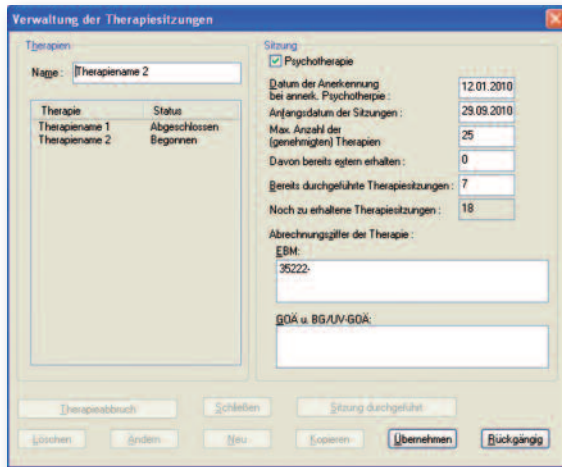 Verwaltung der Therapiesitzungen
Therapien
Name :
Therapiename 2
Therapie Status
Therapiename 1 Abgeschlossen
Therapiename 2 Begonnen
Sitzung
Psychotherapie
Datum der Anerkennung
bei annerk. Psychotherpie : 12.01.2010
Anfangsdatum der Sitzungen : 29.09.2010
Max. Anzahl der
(genehmigten) Therapien 25
Davon bereits extern erhalten : 0
Bereits durchgeführte Therapiesitzungen : 7
Noch zu erhaltene Therapiesitzungen : 18
Abrechnungsziffer der Therapie :
EBM:
35222-
GOÄ u. BG/UV-GOÄ:
Therapieabbruch Schließen Sitzung durchgeführt
Löschen Ändern Neu Kopieren Übernehmen Rückgängig